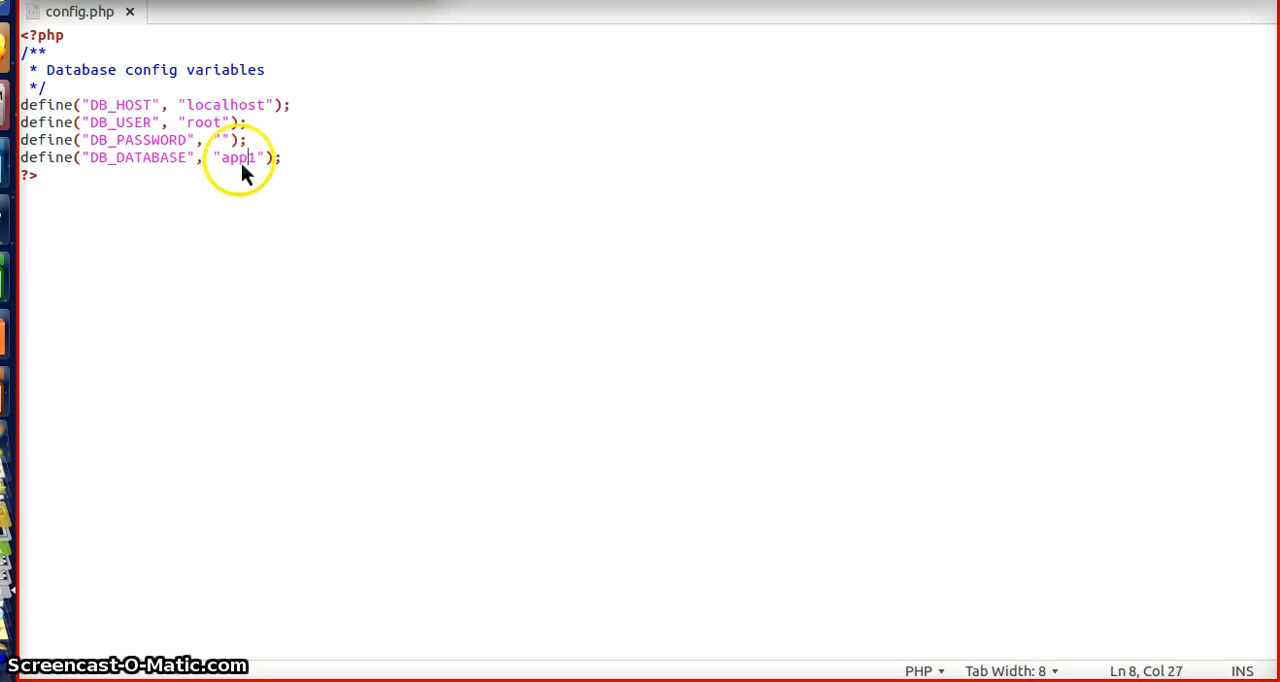 config.php ×
<?php
/**
 * Database config variables
 */
define("DB_HOST", "localhost");
define("DB_USER", "root");
define("DB_PASSWORD", "");
define("DB_DATABASE", "app1");
?>
Screencast-O-Matic.com
PHP Tab Width: 8 Ln 8, Col 27 INS